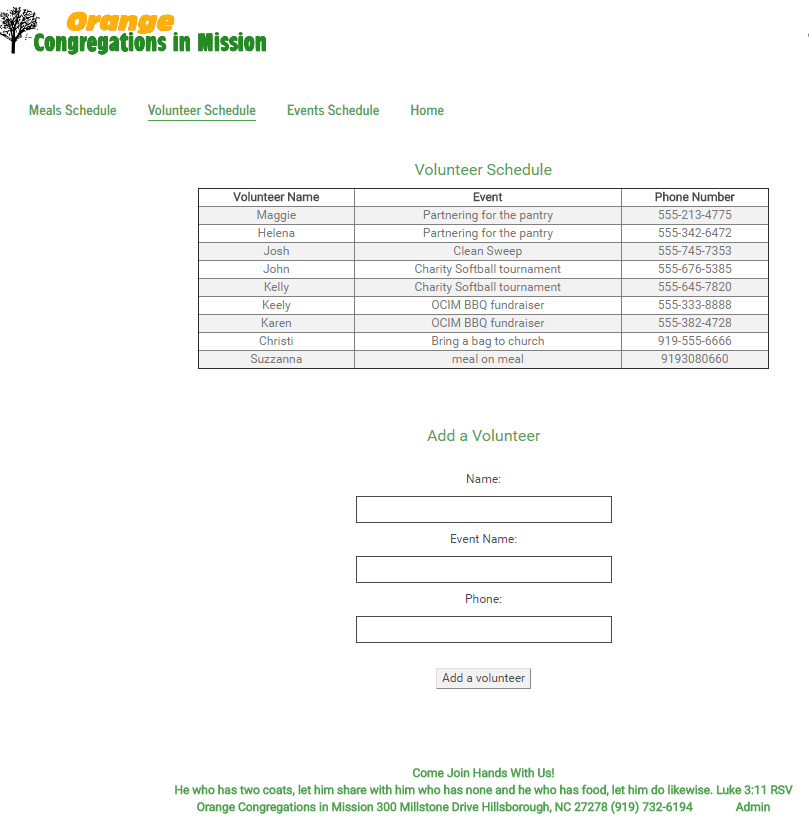 Orange
Congregations in Mission
Meals Schedule Volunteer Schedule Events Schedule Home
Volunteer Schedule
Volunteer Name Event Phone Number
Maggie Partnering for the pantry 555-213-4775
Helena Partnering for the pantry 555-342-6472
Josh Clean Sweep 555-745-7353
John Charity Softball tournament 555-676-5385
Kelly Charity Softball tournament 555-645-7820
Keely OCIM BBQ fundraiser 555-333-8888
Karen OCIM BBQ fundraiser 555-382-4728
Christi Bring a bag to church 919-555-6666
Suzzanna meal on meal 9193080660
Add a Volunteer
Name:
Event Name:
Phone:
Add a volunteer
Come Join Hands With Us!
He who has two coats, let him share with him who has none and he who has food, let him do likewise. Luke 3:11 RSV
Orange Congregations in Mission 300 Millstone Drive Hillsborough, NC 27278 (919) 732-6194 Admin